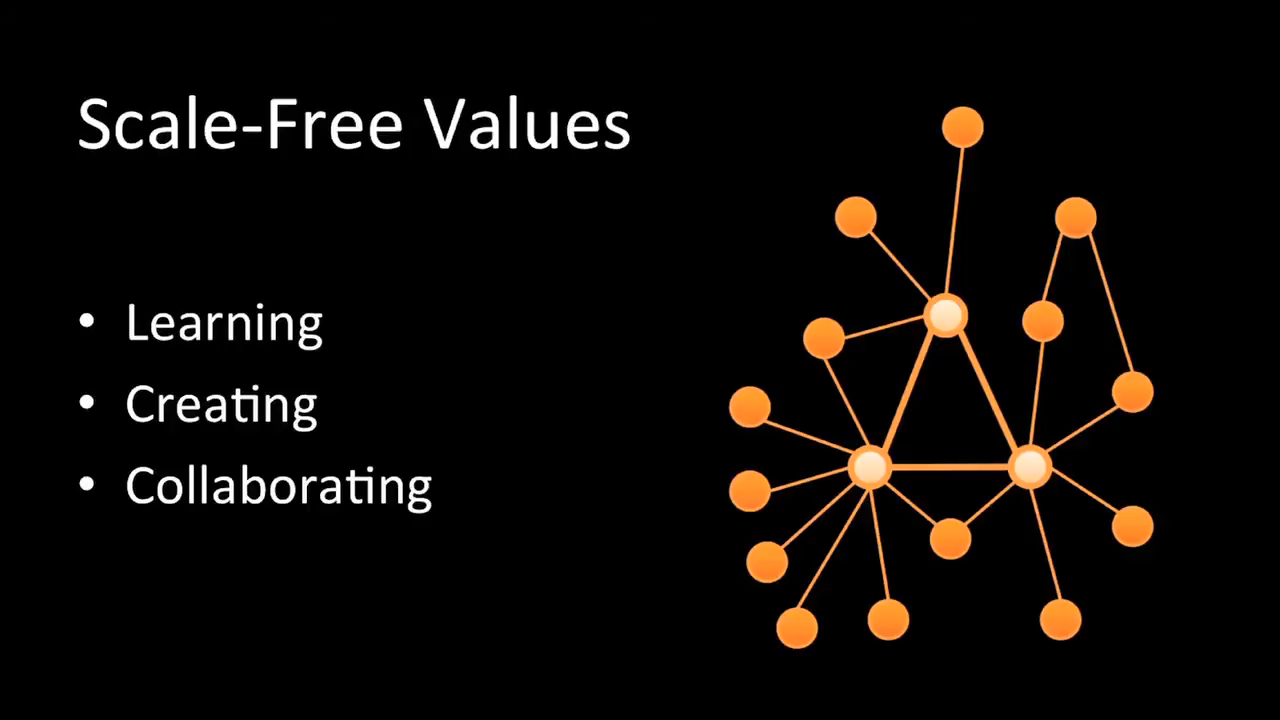 Scale-Free Values
• Learning
• Creating
• Collaborating